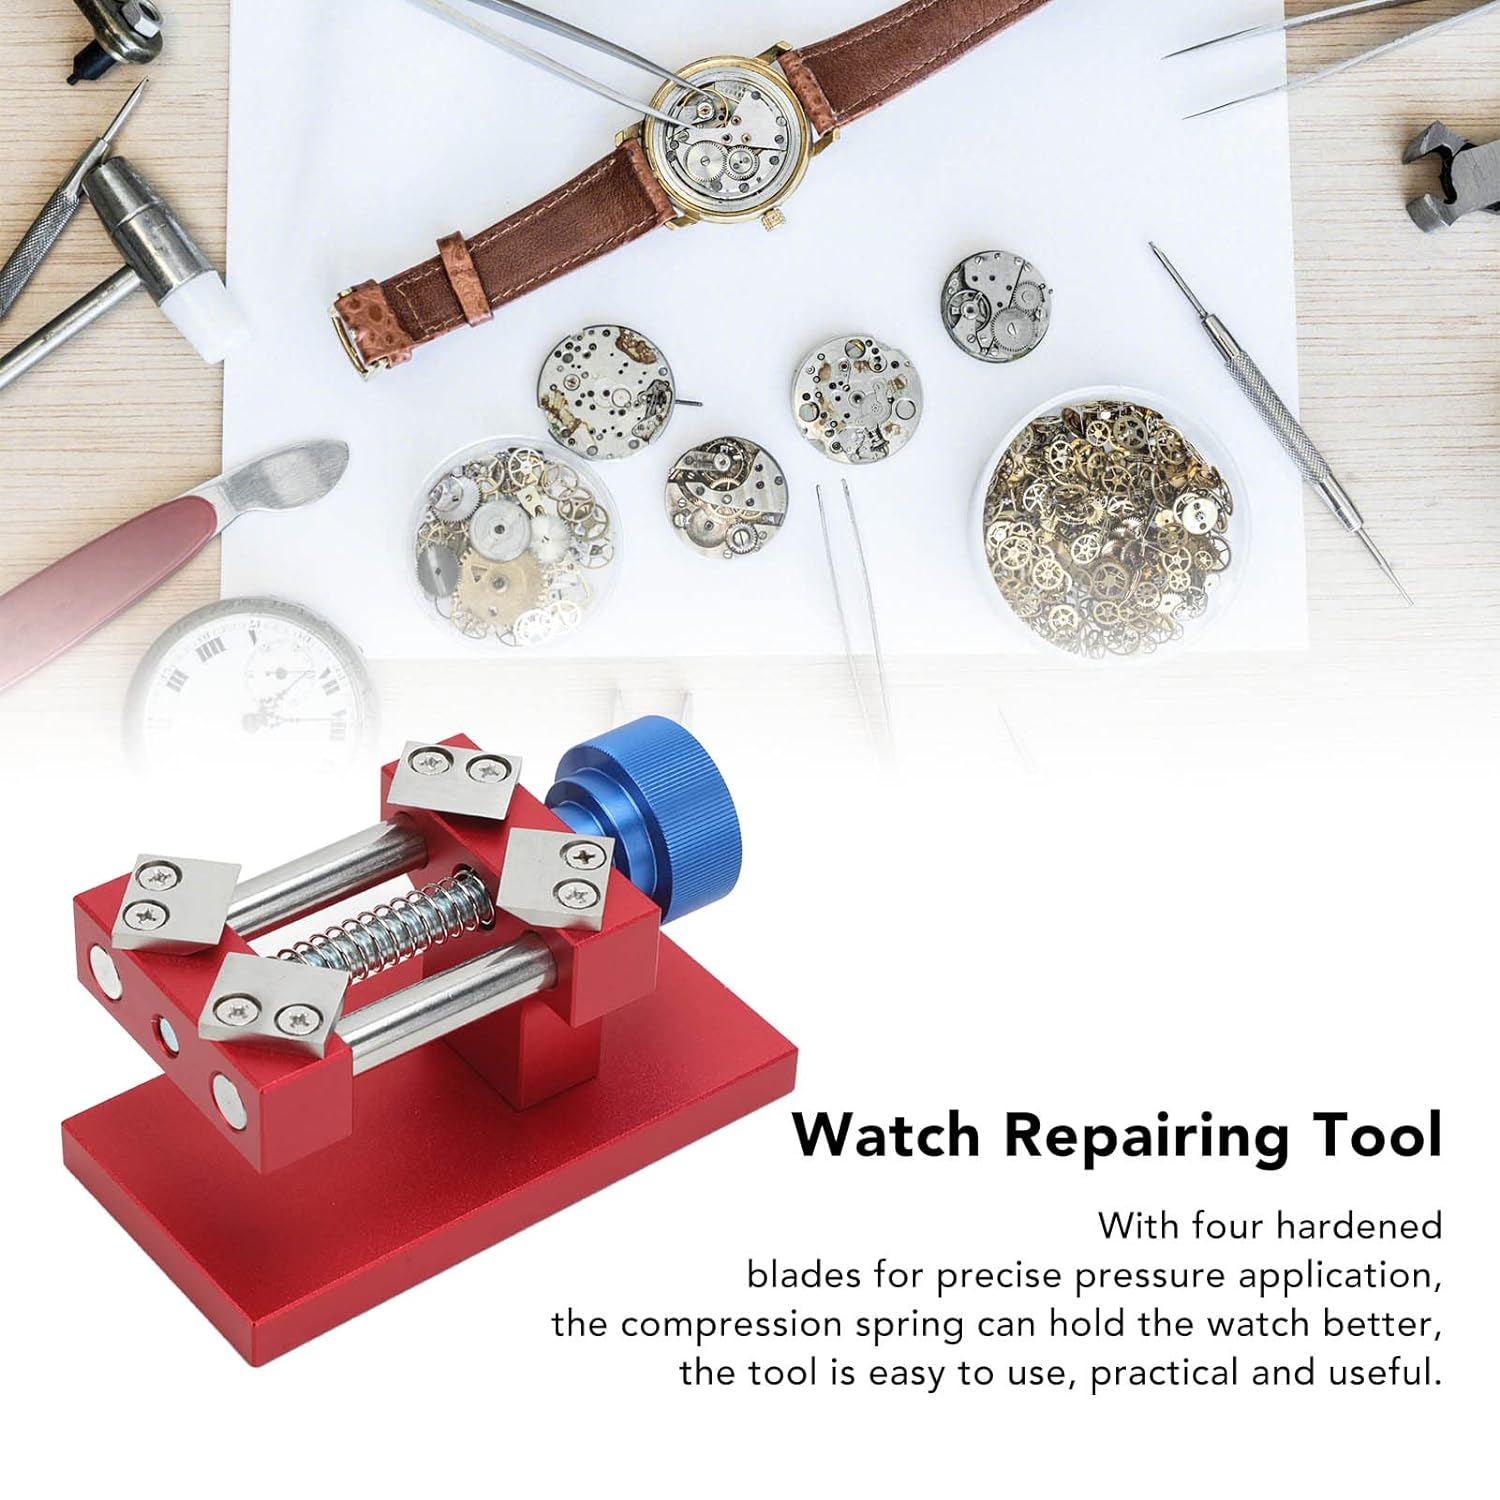 Watch Repairing Tool
With four hardened
blades for precise pressure application,
the compression spring can hold the watch better,
the tool is easy to use, practical and useful.